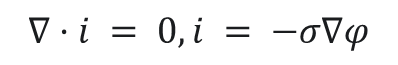 ∇ · i = 0, i = −σ∇φ